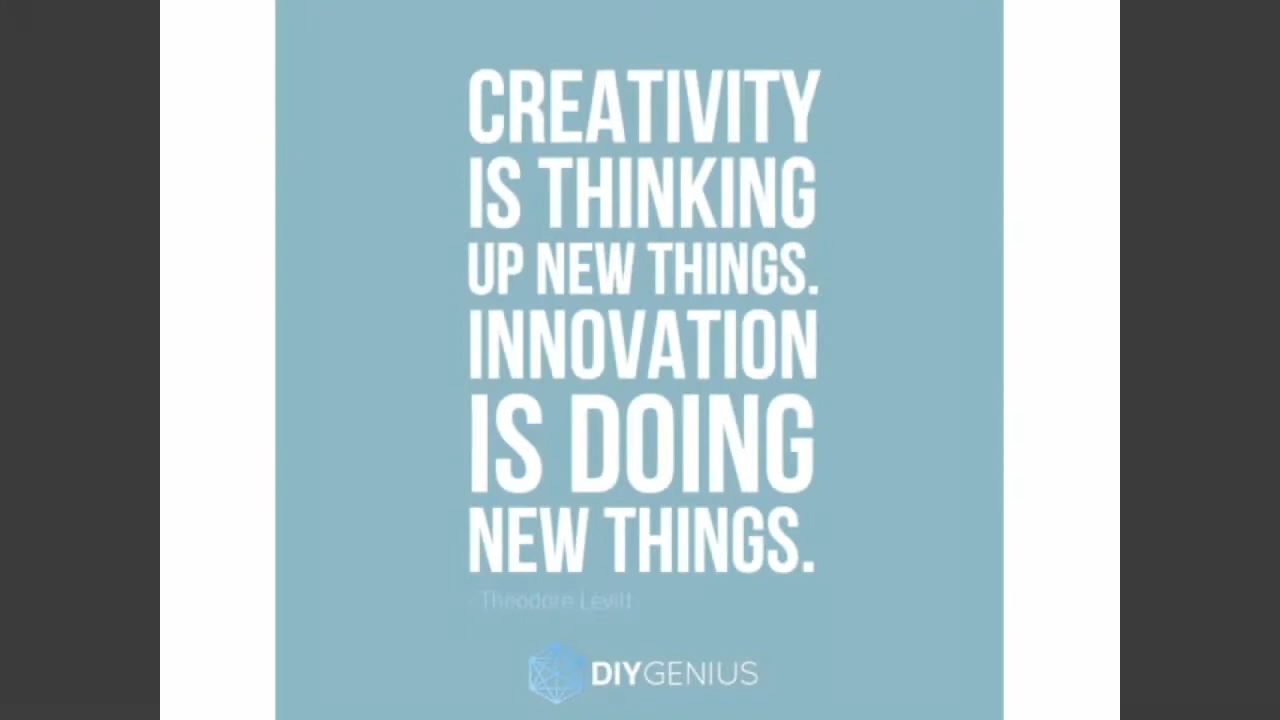 CREATIVITY
IS THINKING
UP NEW THINGS.
INNOVATION
IS DOING
NEW THINGS.
- Theodore Levitt
DIYGENIUS